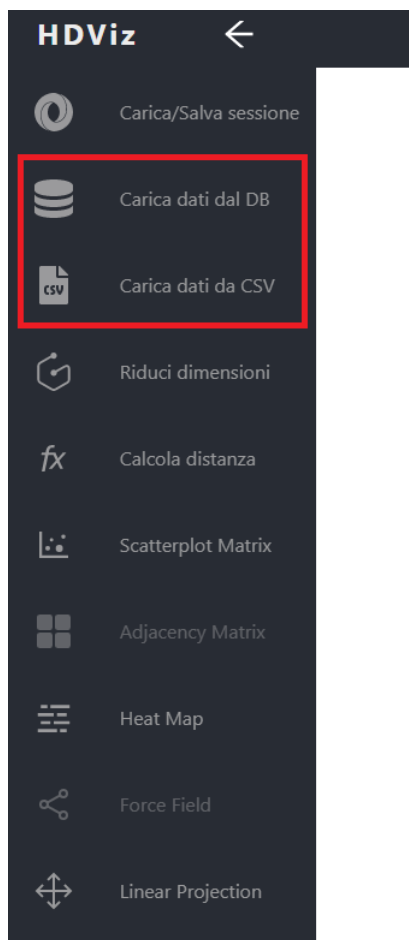 HDViz
Carica/Salva sessione
Carica dati dal DB
CSV
Carica dati da CSV
Riduci dimensioni
fx
Calcola distanza
Scatterplot Matrix
Adjacency Matrix
Heat Map
Force Field
Linear Projection